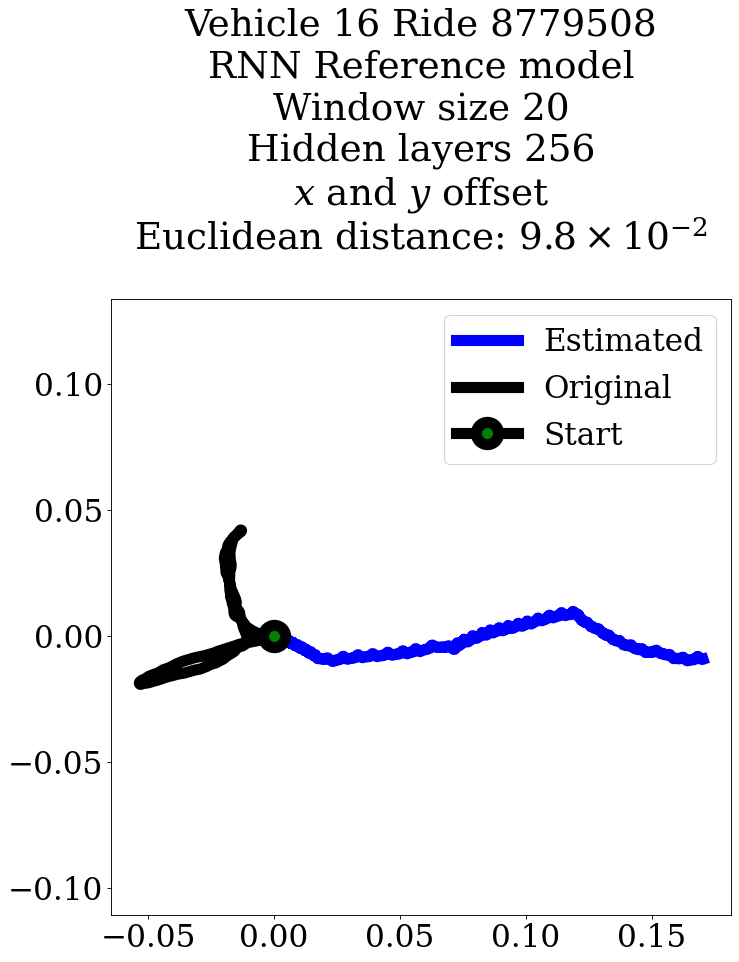 Vehicle 16 Ride 8779508
RNN Reference model
Window size 20
Hidden layers 256
x and y offset
Euclidean distance: 9.8 × 10⁻²
Estimated
Original
Start
0.10
0.05
0.00
−0.05
−0.10
−0.05 0.00 0.05 0.10 0.15